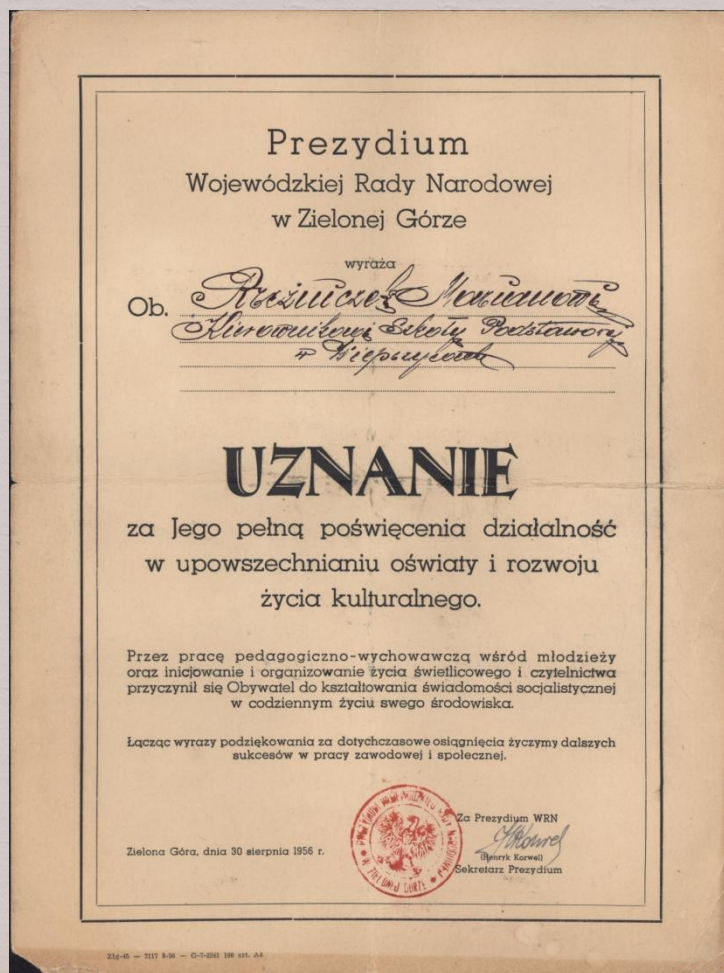 Prezydium
Wojewódzkiej Rady Narodowej
w Zielonej Górze
wyraża
Ob.
Kierownikowi Szkoły Podstawowej
w
UZNANIE
za Jego pełną poświęcenia działalność
w upowszechnianiu oświaty i rozwoju
życia kulturalnego.
Przez pracę pedagogiczno-wychowawczą wśród młodzieży
oraz inicjowanie i organizowanie życia świetlicowego i czytelnictwa
przyczynił się Obywatel do kształtowania świadomości socjalistycznej
w codziennym życiu swego środowiska.
Łącząc wyrazy podziękowania za dotychczasowe osiągnięcia życzymy dalszych
sukcesów w pracy zawodowej i społecznej.
Za Prezydium WRN
(Henryk Korwel)
Sekretarz Prezydium
Zielona Góra, dnia 30 sierpnia 1956 r.